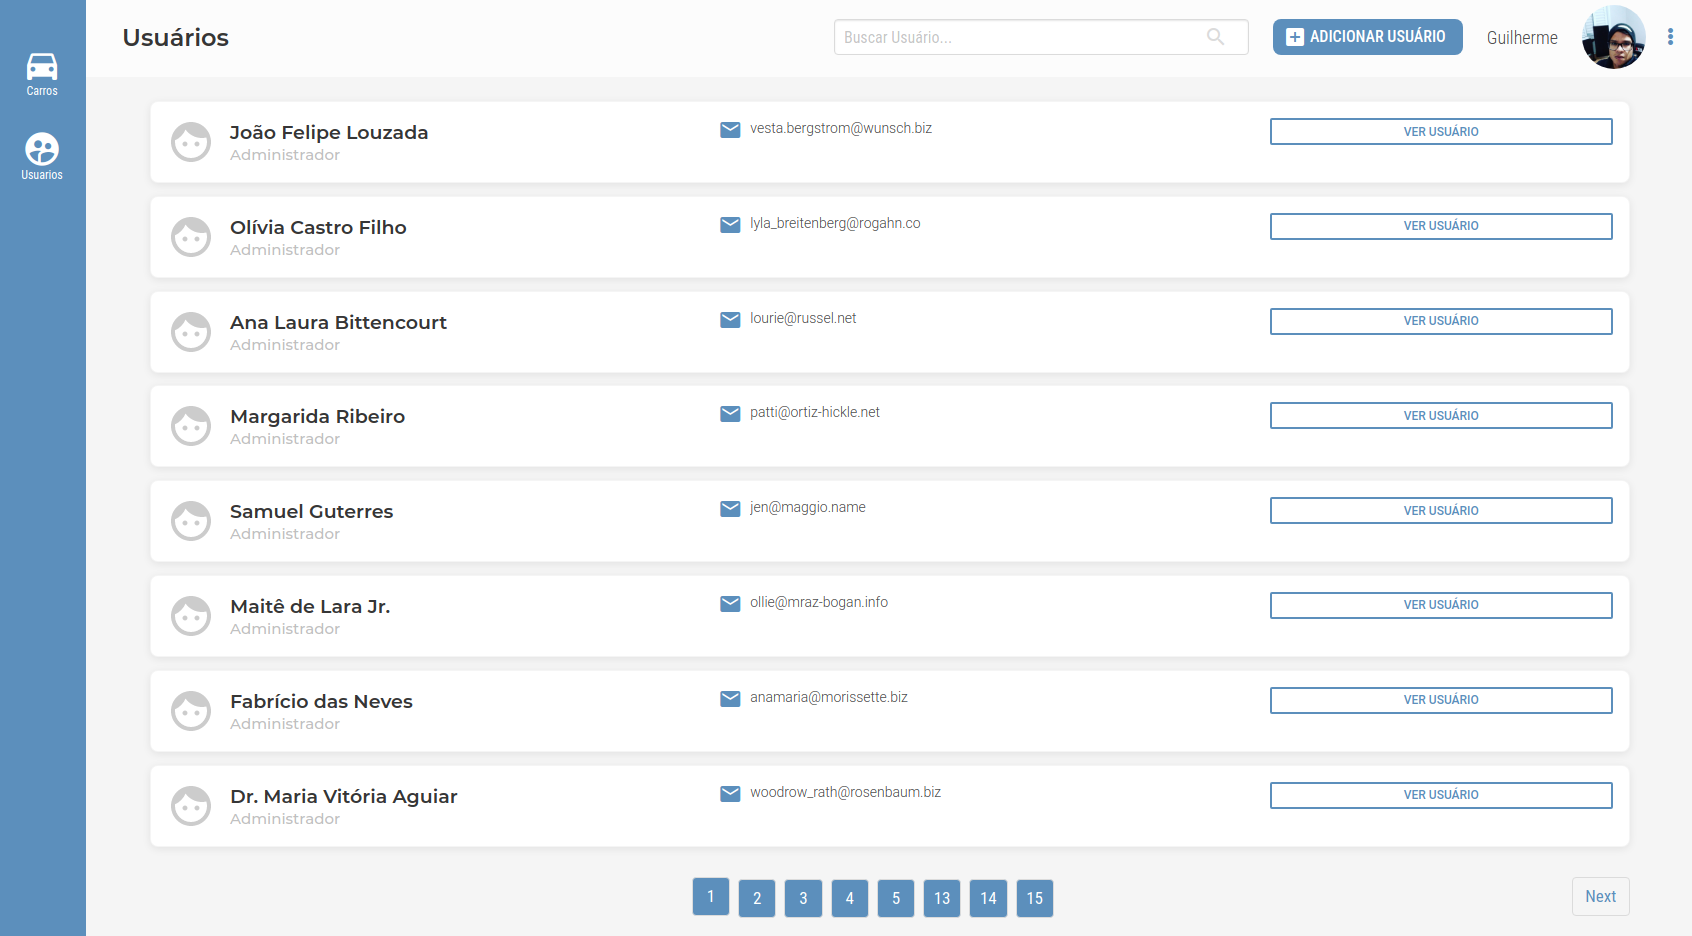 Usuários
Buscar Usuário...
ADICIONAR USUÁRIO
Guilherme
Carros
Usuarios
João Felipe Louzada
Administrador
vesta.bergstrom@wunsch.biz
VER USUÁRIO
Olívia Castro Filho
Administrador
lyla_breitenberg@rogahn.co
VER USUÁRIO
Ana Laura Bittencourt
Administrador
lourie@russel.net
VER USUÁRIO
Margarida Ribeiro
Administrador
patti@ortiz-hickle.net
VER USUÁRIO
Samuel Guterres
Administrador
jen@maggio.name
VER USUÁRIO
Maitê de Lara Jr.
Administrador
ollie@mraz-bogan.info
VER USUÁRIO
Fabrício das Neves
Administrador
anamaria@morissette.biz
VER USUÁRIO
Dr. Maria Vitória Aguiar
Administrador
woodrow_rath@rosenbaum.biz
VER USUÁRIO
1 2 3 4 5 13 14 15
Next